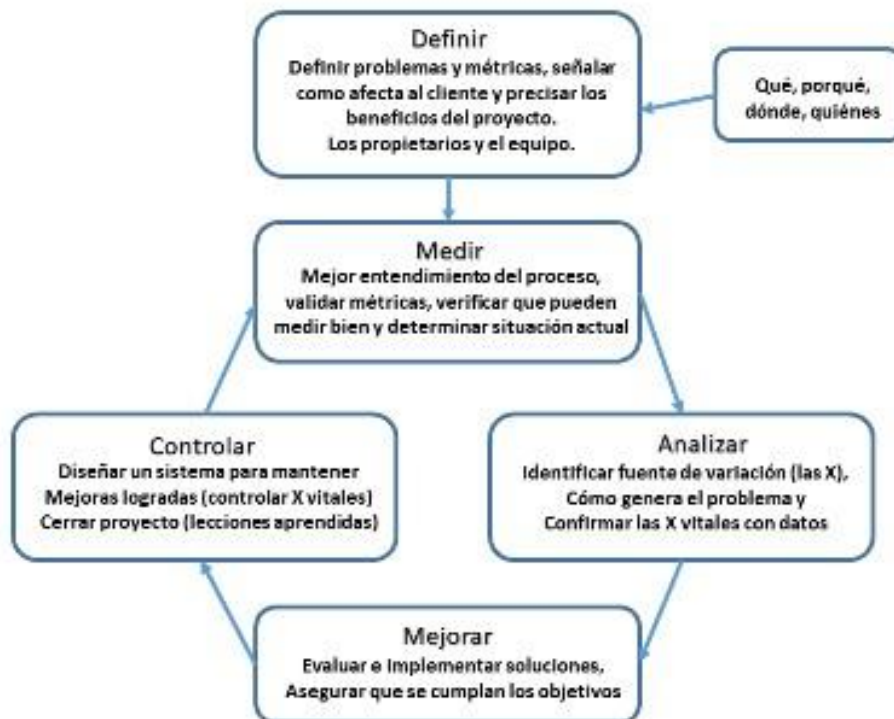 Definir
Definir problemas y métricas, señalar
como afecta al cliente y precisar los
beneficios del proyecto.
Los propietarios y el equipo.
Qué, porqué,
dónde, quiénes
Medir
Mejor entendimiento del proceso,
validar métricas, verificar que pueden
medir bien y determinar situación actual
Controlar
Diseñar un sistema para mantener
Mejoras logradas (controlar X vitales)
Cerrar proyecto (lecciones aprendidas)
Analizar
Identificar fuente de variación (las X),
Cómo genera el problema y
Confirmar las X vitales con datos
Mejorar
Evaluar e Implementar soluciones,
Asegurar que se cumplan los objetivos